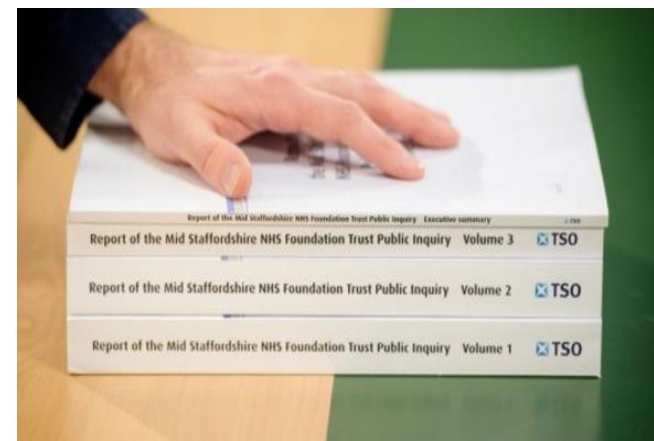 Report of the Mid Staffordshire NHS Foundation Trust Public Inquiry Executive summary TSO
Report of the Mid Staffordshire NHS Foundation Trust Public Inquiry Volume 3 TSO
Report of the Mid Staffordshire NHS Foundation Trust Public Inquiry Volume 2 TSO
Report of the Mid Staffordshire NHS Foundation Trust Public Inquiry Volume 1 TSO